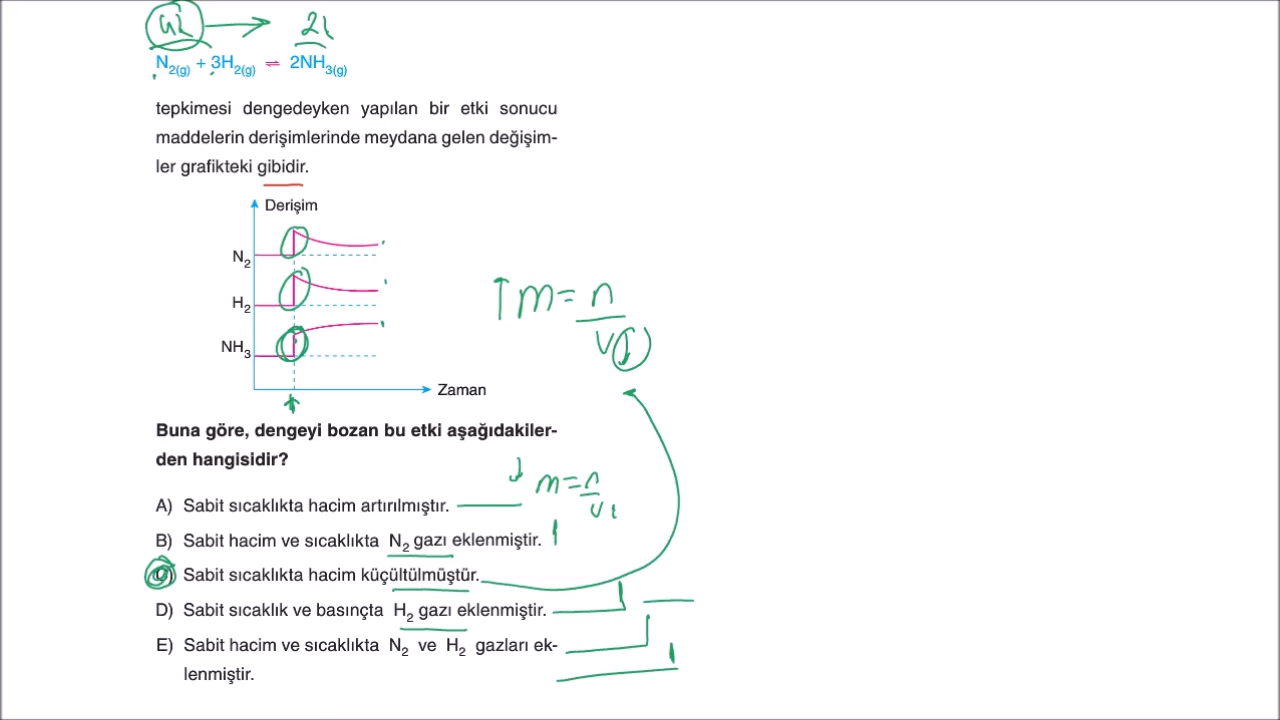 N2(g) + 3H2(g) ⇌ 2NH3(g)
tepkimesi dengedeyken yapılan bir etki sonucu
maddelerin derişimlerinde meydana gelen değişim-
ler grafikteki gibidir.
Derişim
N2
H2
NH3
Zaman
↑ m = n / V ↓
Buna göre, dengeyi bozan bu etki aşağıdakiler-
den hangisidir?
↓ m = n / V
A) Sabit sıcaklıkta hacim artırılmıştır.
B) Sabit hacim ve sıcaklıkta N2 gazı eklenmiştir.
C) Sabit sıcaklıkta hacim küçültülmüştür.
D) Sabit sıcaklık ve basınçta H2 gazı eklenmiştir.
E) Sabit hacim ve sıcaklıkta N2 ve H2 gazları ek-
lenmiştir.